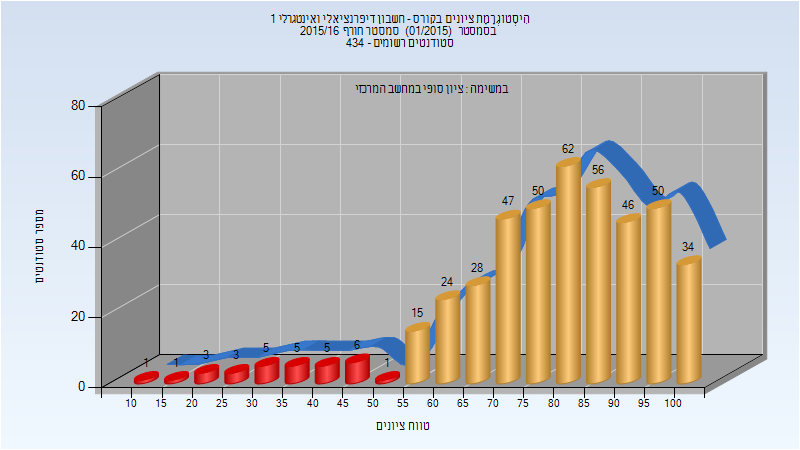 היסטוגרמת ציונים בקורס - חשבון דיפרנציאלי ואינטגרלי 1
בסמסטר (01/2015) סמסטר חורף 2015/16
סטודנטים רשומים - 434
במשימה : ציון סופי במחשב המרכזי
מספר סטודנטים
80
60
40
20
0
1 1 3 3 5 5 5 6 1 15 24 28 47 50 62 56 46 50 34
10 15 20 25 30 35 40 45 50 55 60 65 70 75 80 85 90 95 100
טווח ציונים